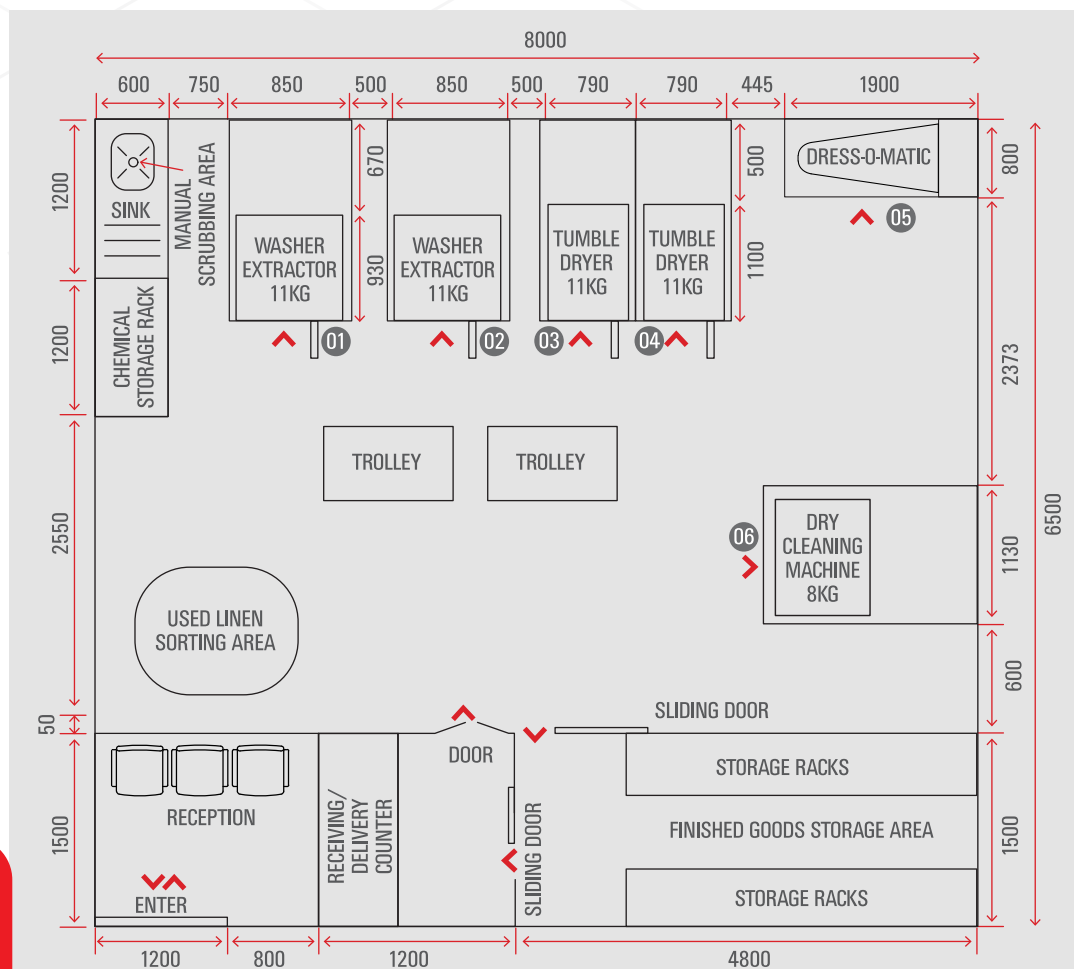 8000
600 750 850 500 850 500 790 790 445 1900
1200
SINK
MANUAL
SCRUBBING AREA
670
WASHER
EXTRACTOR
11KG
930
01
WASHER
EXTRACTOR
11KG
02
TUMBLE
DRYER
11KG
03
TUMBLE
DRYER
11KG
04
500
1100
DRESS-O-MATIC
05
800
1200
CHEMICAL
STORAGE RACK
2373
TROLLEY
TROLLEY
6500
2550
06
DRY
CLEANING
MACHINE
8KG
1130
USED LINEN
SORTING AREA
600
50
SLIDING DOOR
DOOR
1500
RECEPTION
ENTER
RECEIVING/
DELIVERY
COUNTER
SLIDING DOOR
STORAGE RACKS
FINISHED GOODS STORAGE AREA
STORAGE RACKS
1500
1200 800 1200 4800